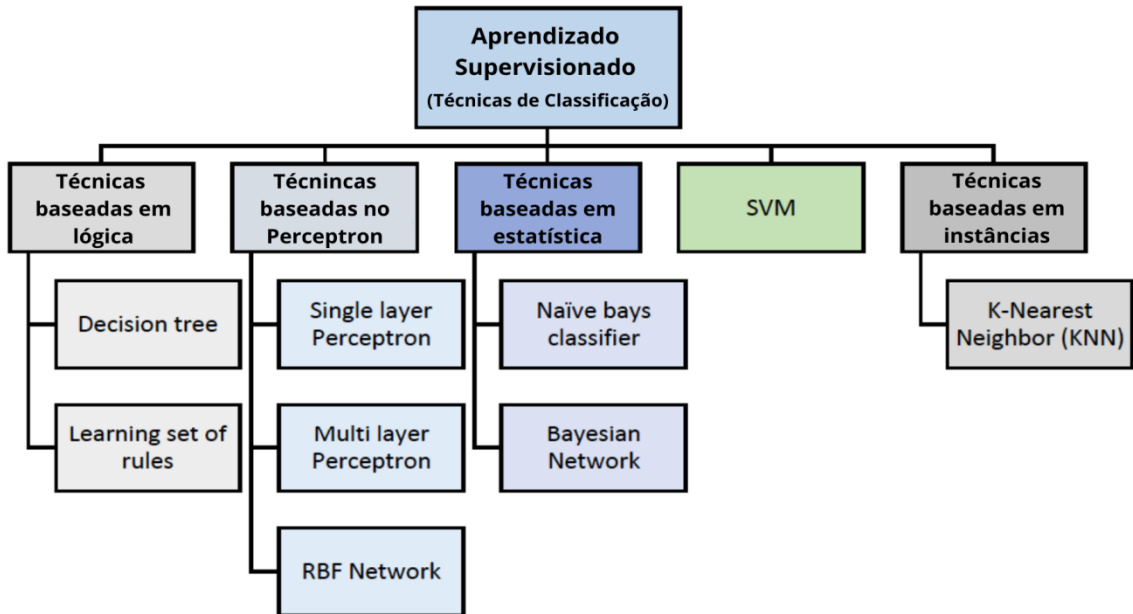 Aprendizado
Supervisionado
(Técnicas de Classificação)
Técnicas
baseadas em
lógica
Técnincas
baseadas no
Perceptron
Técnicas
baseadas em
estatística
SVM
Técnicas
baseadas em
instâncias
Decision tree
Single layer
Perceptron
Naïve bays
classifier
K-Nearest
Neighbor (KNN)
Learning set of
rules
Multi layer
Perceptron
Bayesian
Network
RBF Network